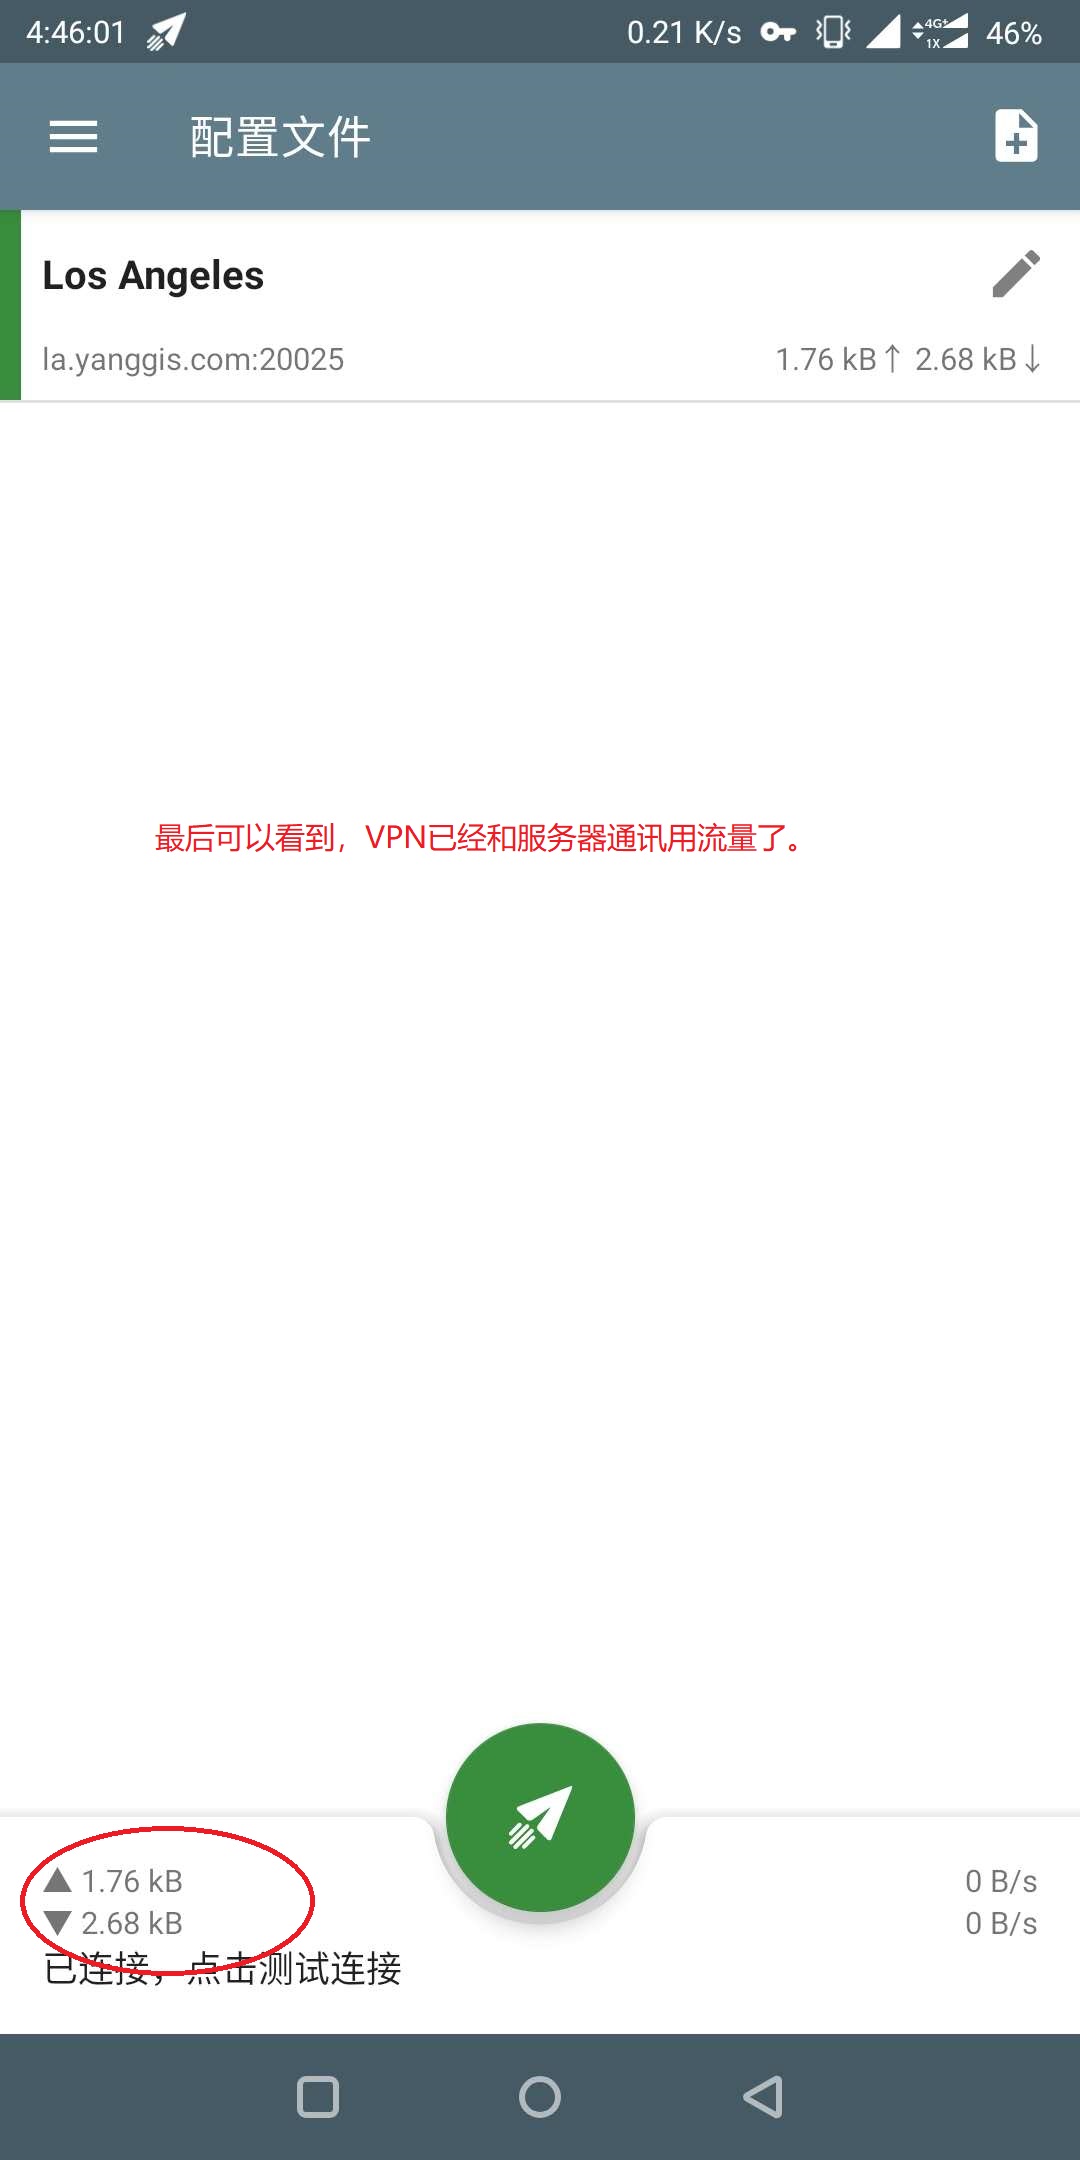 4:46:01 0.21 K/s 4G+ 1X 46%
配置文件
Los Angeles
la.yanggis.com:20025 1.76 kB↑ 2.68 kB↓
最后可以看到，VPN已经和服务器通讯用流量了。
▲ 1.76 kB 0 B/s
▼ 2.68 kB 0 B/s
已连接，点击测试连接